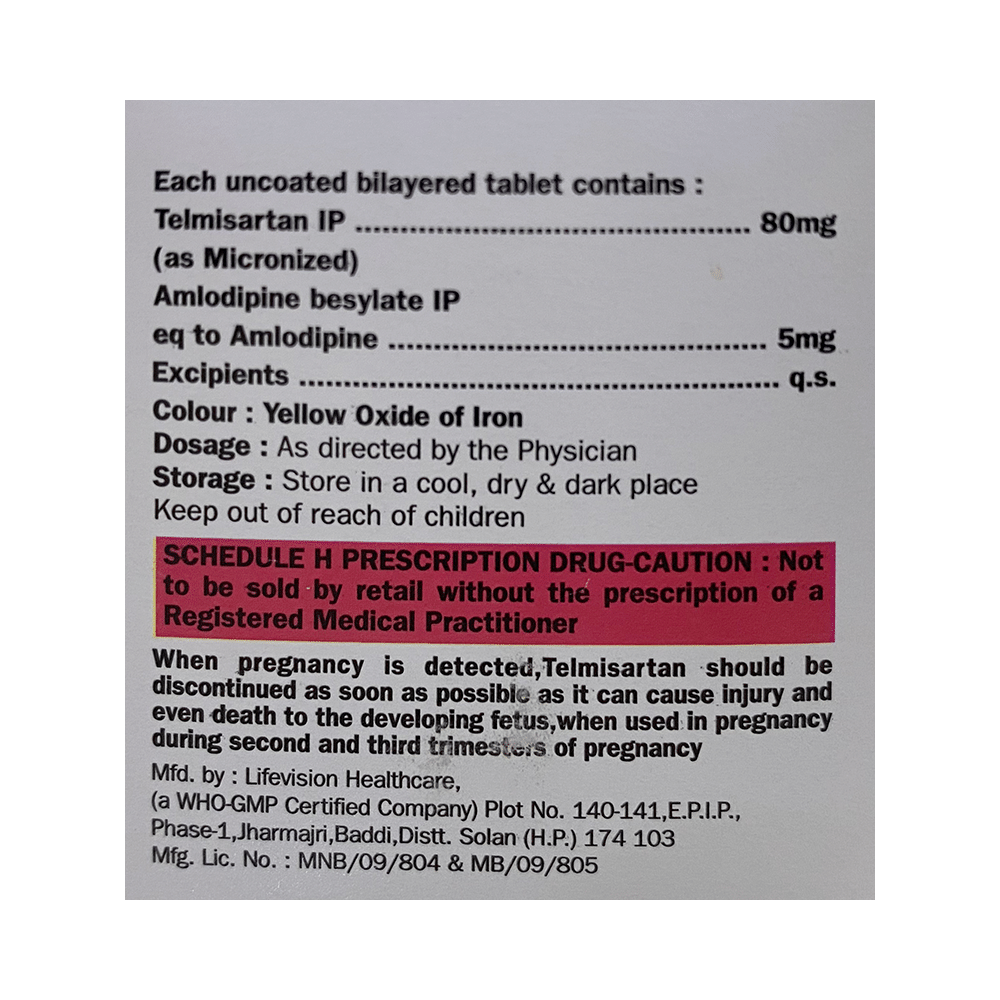 Each uncoated bilayered tablet contains :
Telmisartan IP ................................................ 80mg
(as Micronized)
Amlodipine besylate IP
eq to Amlodipine .............................................. 5mg
Excipients ...................................................... q.s.
Colour : Yellow Oxide of Iron
Dosage : As directed by the Physician
Storage : Store in a cool, dry & dark place
Keep out of reach of children
SCHEDULE H PRESCRIPTION DRUG-CAUTION : Not
to be sold by retail without the prescription of a
Registered Medical Practitioner
When pregnancy is detected,Telmisartan should be
discontinued as soon as possible as it can cause injury and
even death to the developing fetus,when used in pregnancy
during second and third trimesters of pregnancy
Mfd. by : Lifevision Healthcare,
(a WHO-GMP Certified Company) Plot No. 140-141,E.P.I.P.,
Phase-1,Jharmajri,Baddi,Distt. Solan (H.P.) 174 103
Mfg. Lic. No. : MNB/09/804 & MB/09/805